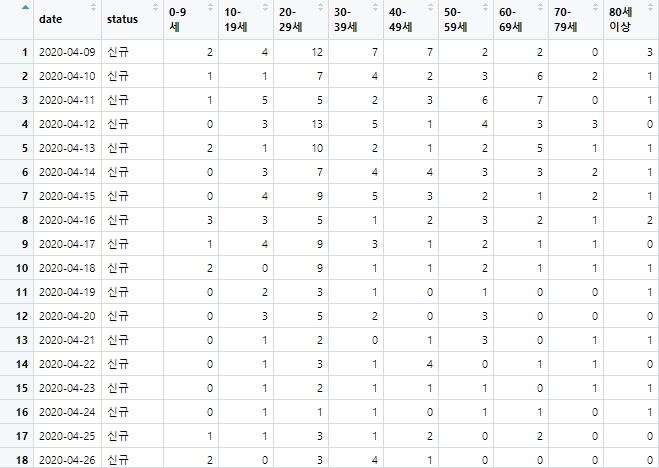 date status 0-9세 10-19세 20-29세 30-39세 40-49세 50-59세 60-69세 70-79세 80세 이상
1 2020-04-09 신규 2 4 12 7 7 2 2 0 3
2 2020-04-10 신규 1 1 7 4 2 3 6 2 1
3 2020-04-11 신규 1 5 5 2 3 6 7 0 1
4 2020-04-12 신규 0 3 13 5 1 4 3 3 0
5 2020-04-13 신규 2 1 10 2 1 2 5 1 1
6 2020-04-14 신규 0 3 7 4 4 3 3 2 1
7 2020-04-15 신규 0 4 9 5 3 2 1 2 1
8 2020-04-16 신규 3 3 5 1 2 3 2 1 2
9 2020-04-17 신규 1 4 9 3 1 2 1 1 0
10 2020-04-18 신규 2 0 9 1 1 2 1 1 1
11 2020-04-19 신규 0 2 3 1 0 1 0 0 1
12 2020-04-20 신규 0 3 5 2 0 3 0 0 0
13 2020-04-21 신규 0 1 2 0 1 3 0 1 1
14 2020-04-22 신규 0 1 3 1 4 0 1 1 0
15 2020-04-23 신규 0 1 2 1 1 1 0 1 1
16 2020-04-24 신규 0 1 1 1 0 1 1 0 1
17 2020-04-25 신규 1 1 3 1 2 0 2 0 0
18 2020-04-26 신규 2 0 3 4 1 0 0 0 0